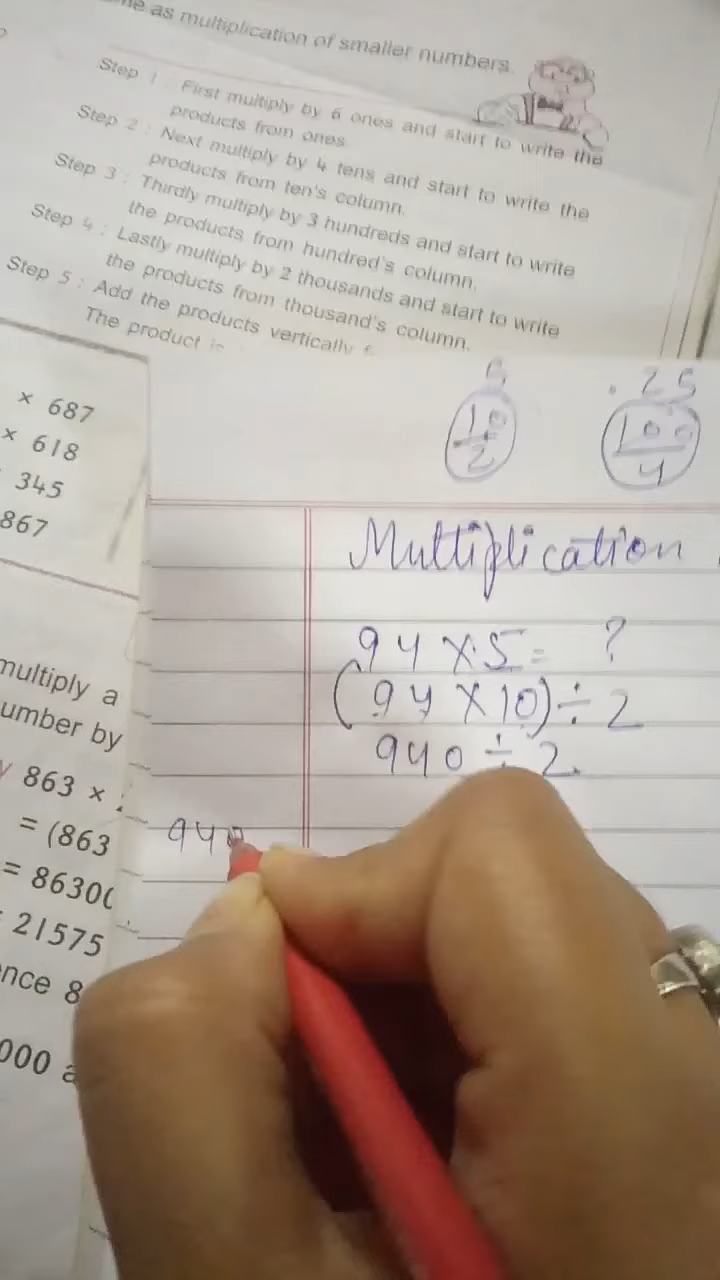 as multiplication of smaller numbers.
Step 1 : First multiply by 6 ones and start to write the
products from ones
Step 2 : Next multiply by 4 tens and start to write the
products from ten's column.
Step 3 : Thirdly multiply by 3 hundreds and start to write
the products from hundred's column.
Step 4 : Lastly multiply by 2 thousands and start to write
the products from thousand's column.
Step 5 : Add the products vertically
The product
× 687
× 618
345
867
5
10
2
.25
100
4
Multiplication
94 × 5 = ?
(94 × 10) ÷ 2
940 ÷ 2
940
multiply a
by
863 ×
= (863
= 8630
21575
8
000